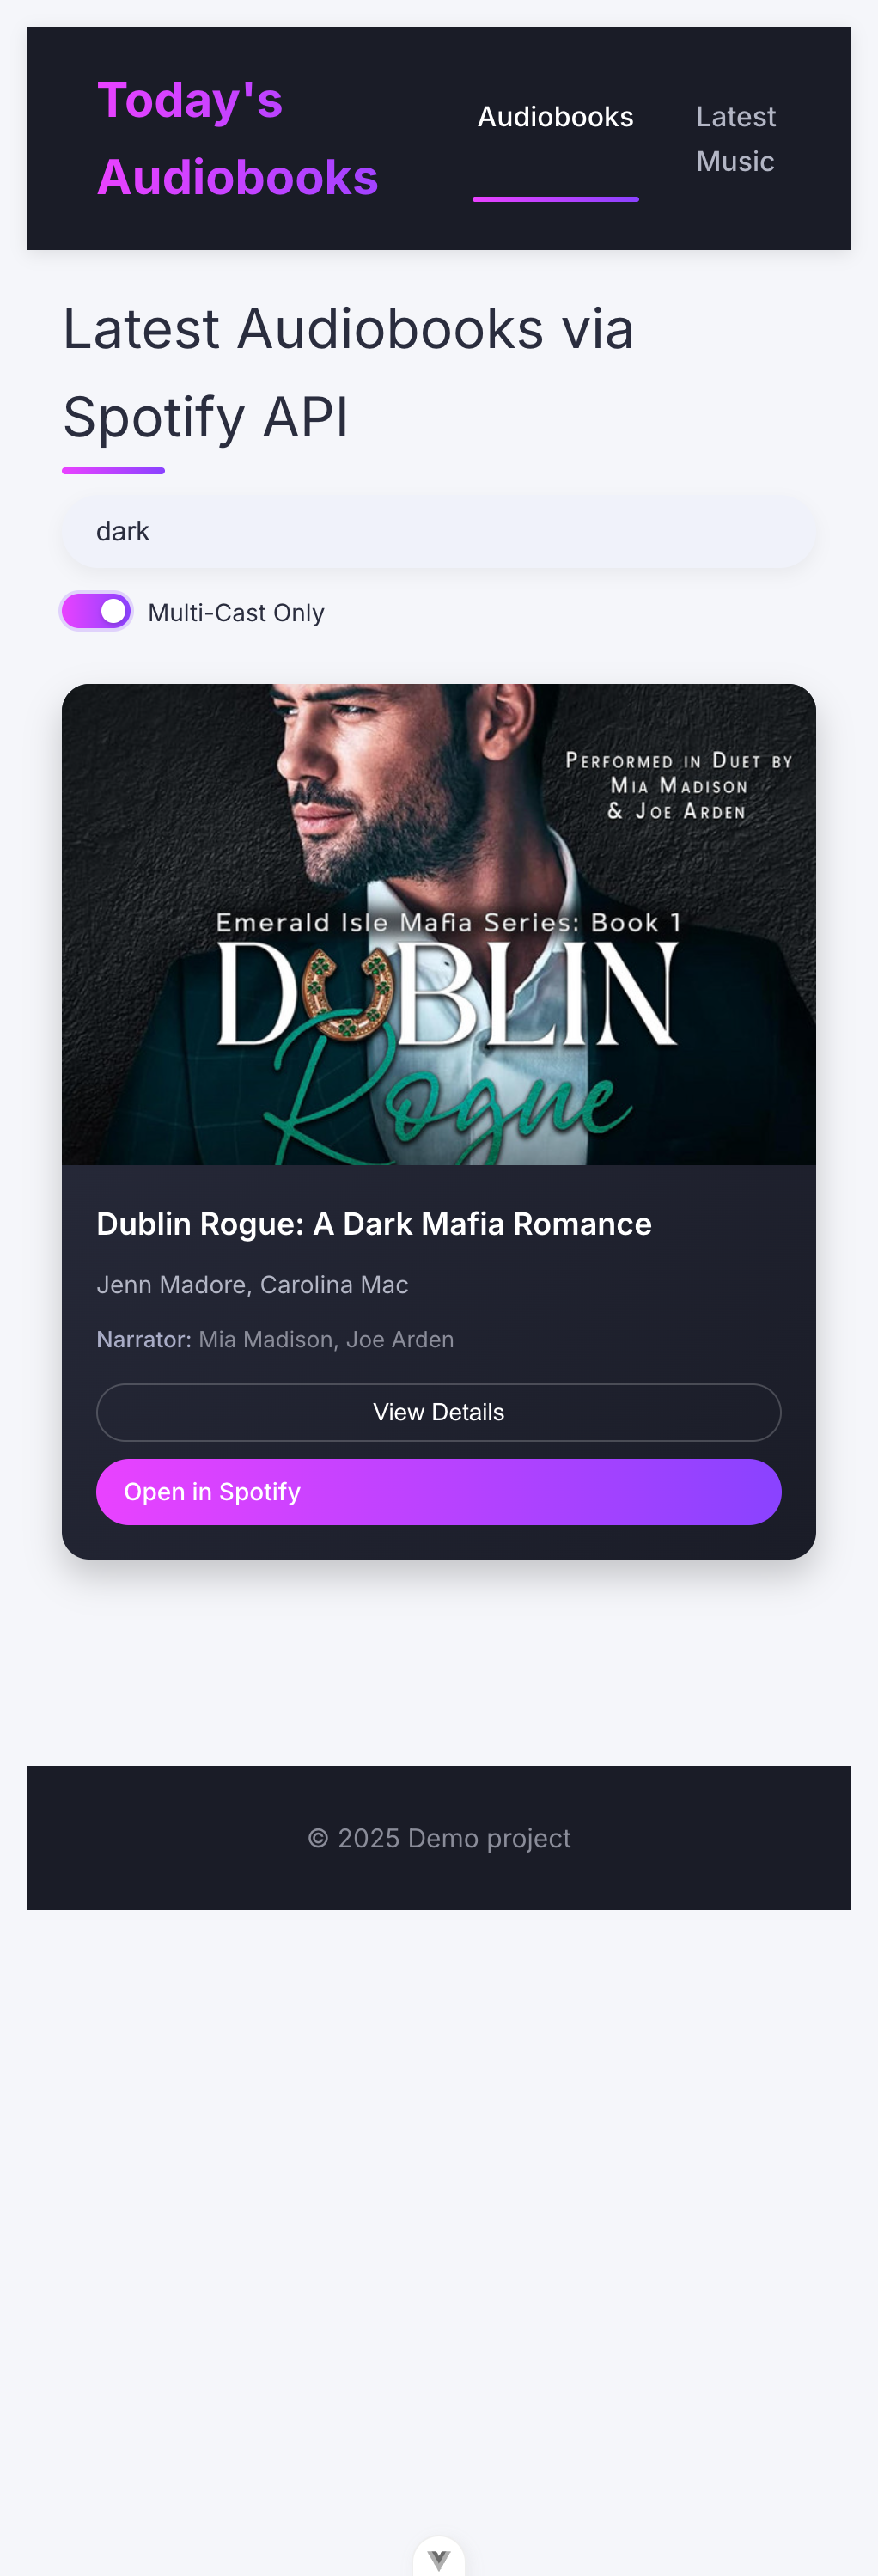 Today's
Audiobooks
Audiobooks
Latest
Music
Latest Audiobooks via
Spotify API
dark
Multi-Cast Only
Performed in Duet by
Mia Madison
& Joe Arden
Emerald Isle Mafia Series: Book 1
DUBLIN
Rogue
Dublin Rogue: A Dark Mafia Romance
Jenn Madore, Carolina Mac
Narrator: Mia Madison, Joe Arden
View Details
Open in Spotify
© 2025 Demo project